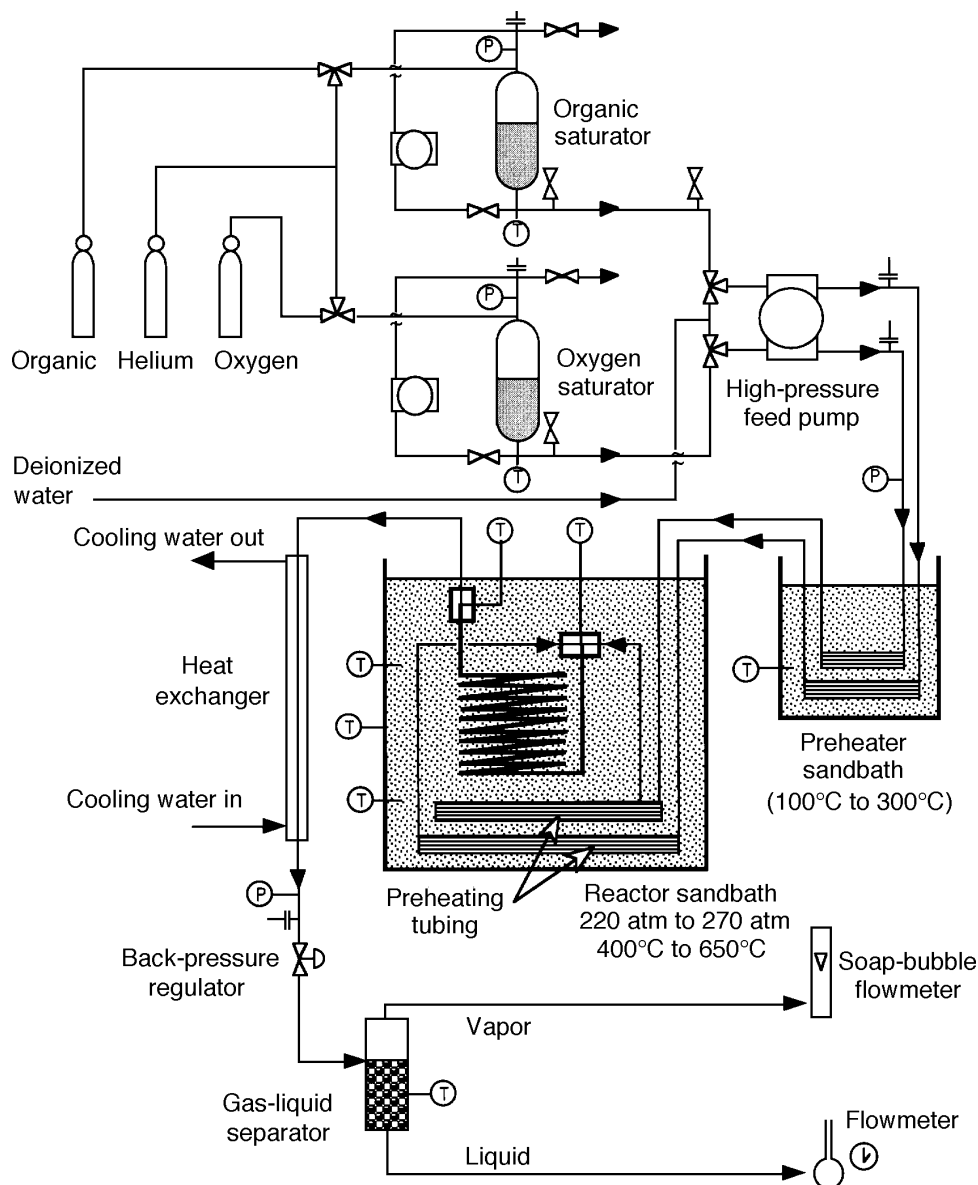 P
Organic
saturator
T
P
Organic
Helium
Oxygen
Oxygen
saturator
High-pressure
feed pump
T
Deionized
water
P
Cooling water out
T
T
Heat
exchanger
T
T
T
T
Preheater
sandbath
(100°C to 300°C)
Cooling water in
Preheating
tubing
Reactor sandbath
220 atm to 270 atm
400°C to 650°C
P
Back-pressure
regulator
Soap-bubble
flowmeter
Vapor
T
Gas-liquid
separator
Flowmeter
Liquid